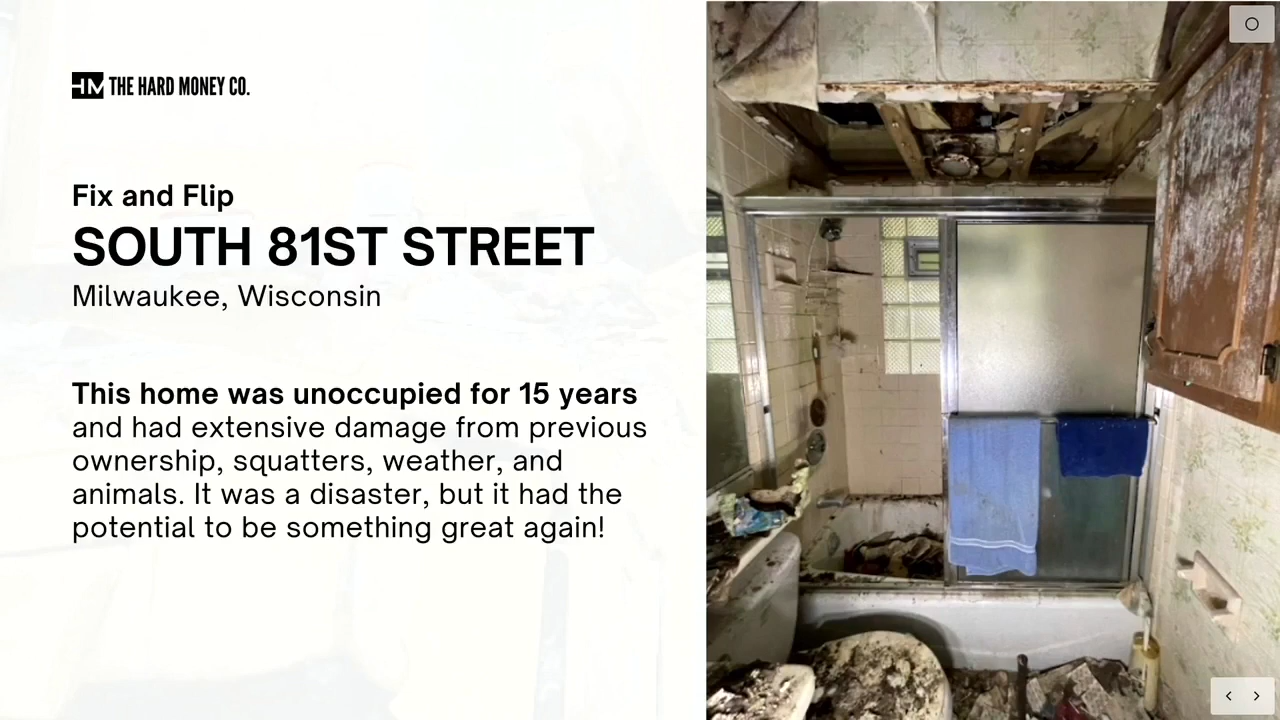 HM THE HARD MONEY CO.
Fix and Flip
SOUTH 81ST STREET
Milwaukee, Wisconsin
This home was unoccupied for 15 years
and had extensive damage from previous
ownership, squatters, weather, and
animals. It was a disaster, but it had the
potential to be something great again!